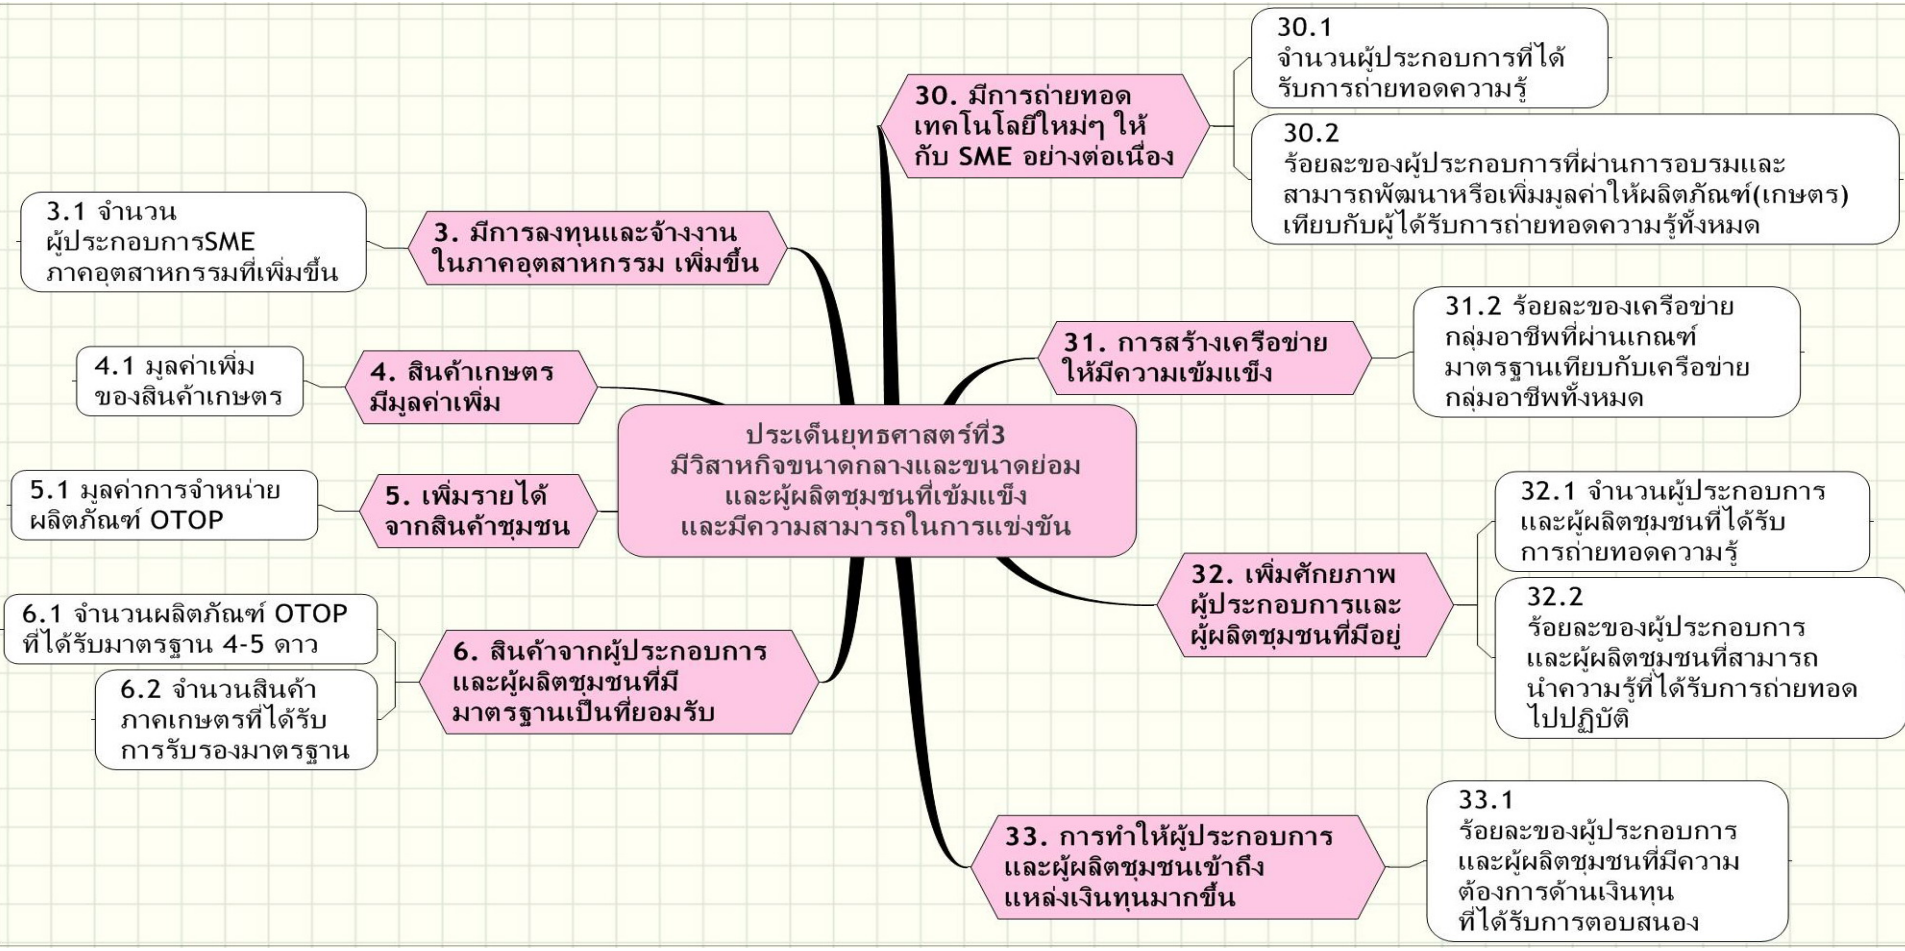 ประเด็นยุทธศาสตร์ที่3
มีวิสาหกิจขนาดกลางและขนาดย่อม
และผู้ผลิตชุมชนที่เข้มแข็ง
และมีความสามารถในการแข่งขัน
30. มีการถ่ายทอด
เทคโนโลยีใหม่ๆ ให้
กับ SME อย่างต่อเนื่อง
30.1
จำนวนผู้ประกอบการที่ได้
รับการถ่ายทอดความรู้
30.2
ร้อยละของผู้ประกอบการที่ผ่านการอบรมและ
สามารถพัฒนาหรือเพิ่มมูลค่าให้ผลิตภัณฑ์(เกษตร)
เทียบกับผู้ได้รับการถ่ายทอดความรู้ทั้งหมด
31. การสร้างเครือข่าย
ให้มีความเข้มแข็ง
31.2 ร้อยละของเครือข่าย
กลุ่มอาชีพที่ผ่านเกณฑ์
มาตรฐานเทียบกับเครือข่าย
กลุ่มอาชีพทั้งหมด
32. เพิ่มศักยภาพ
ผู้ประกอบการและ
ผู้ผลิตชุมชนที่มีอยู่
32.1 จำนวนผู้ประกอบการ
และผู้ผลิตชุมชนที่ได้รับ
การถ่ายทอดความรู้
32.2
ร้อยละของผู้ประกอบการ
และผู้ผลิตชุมชนที่สามารถ
นำความรู้ที่ได้รับการถ่ายทอด
ไปปฏิบัติ
33. การทำให้ผู้ประกอบการ
และผู้ผลิตชุมชนเข้าถึง
แหล่งเงินทุนมากขึ้น
33.1
ร้อยละของผู้ประกอบการ
และผู้ผลิตชุมชนที่มีความ
ต้องการด้านเงินทุน
ที่ได้รับการตอบสนอง
3. มีการลงทุนและจ้างงาน
ในภาคอุตสาหกรรม เพิ่มขึ้น
3.1 จำนวน
ผู้ประกอบการSME
ภาคอุตสาหกรรมที่เพิ่มขึ้น
4. สินค้าเกษตร
มีมูลค่าเพิ่ม
4.1 มูลค่าเพิ่ม
ของสินค้าเกษตร
5. เพิ่มรายได้
จากสินค้าชุมชน
5.1 มูลค่าการจำหน่าย
ผลิตภัณฑ์ OTOP
6. สินค้าจากผู้ประกอบการ
และผู้ผลิตชุมชนที่มี
มาตรฐานเป็นที่ยอมรับ
6.1 จำนวนผลิตภัณฑ์ OTOP
ที่ได้รับมาตรฐาน 4-5 ดาว
6.2 จำนวนสินค้า
ภาคเกษตรที่ได้รับ
การรับรองมาตรฐาน